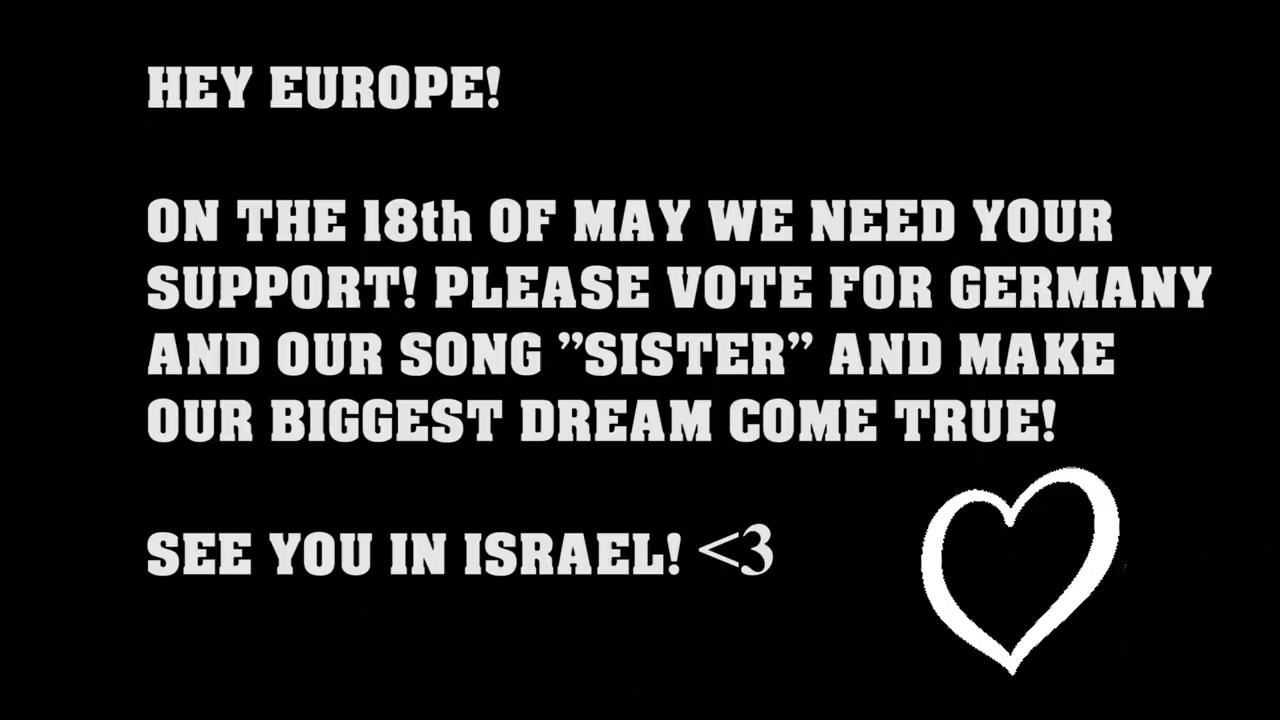 HEY EUROPE!
ON THE 18th OF MAY WE NEED YOUR
SUPPORT! PLEASE VOTE FOR GERMANY
AND OUR SONG ”SISTER” AND MAKE
OUR BIGGEST DREAM COME TRUE!
SEE YOU IN ISRAEL! <3